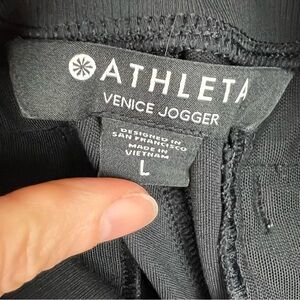 ATHLETA
VENICE JOGGER
DESIGNED IN
SAN FRANCISCO
MADE IN
VIETNAM
L